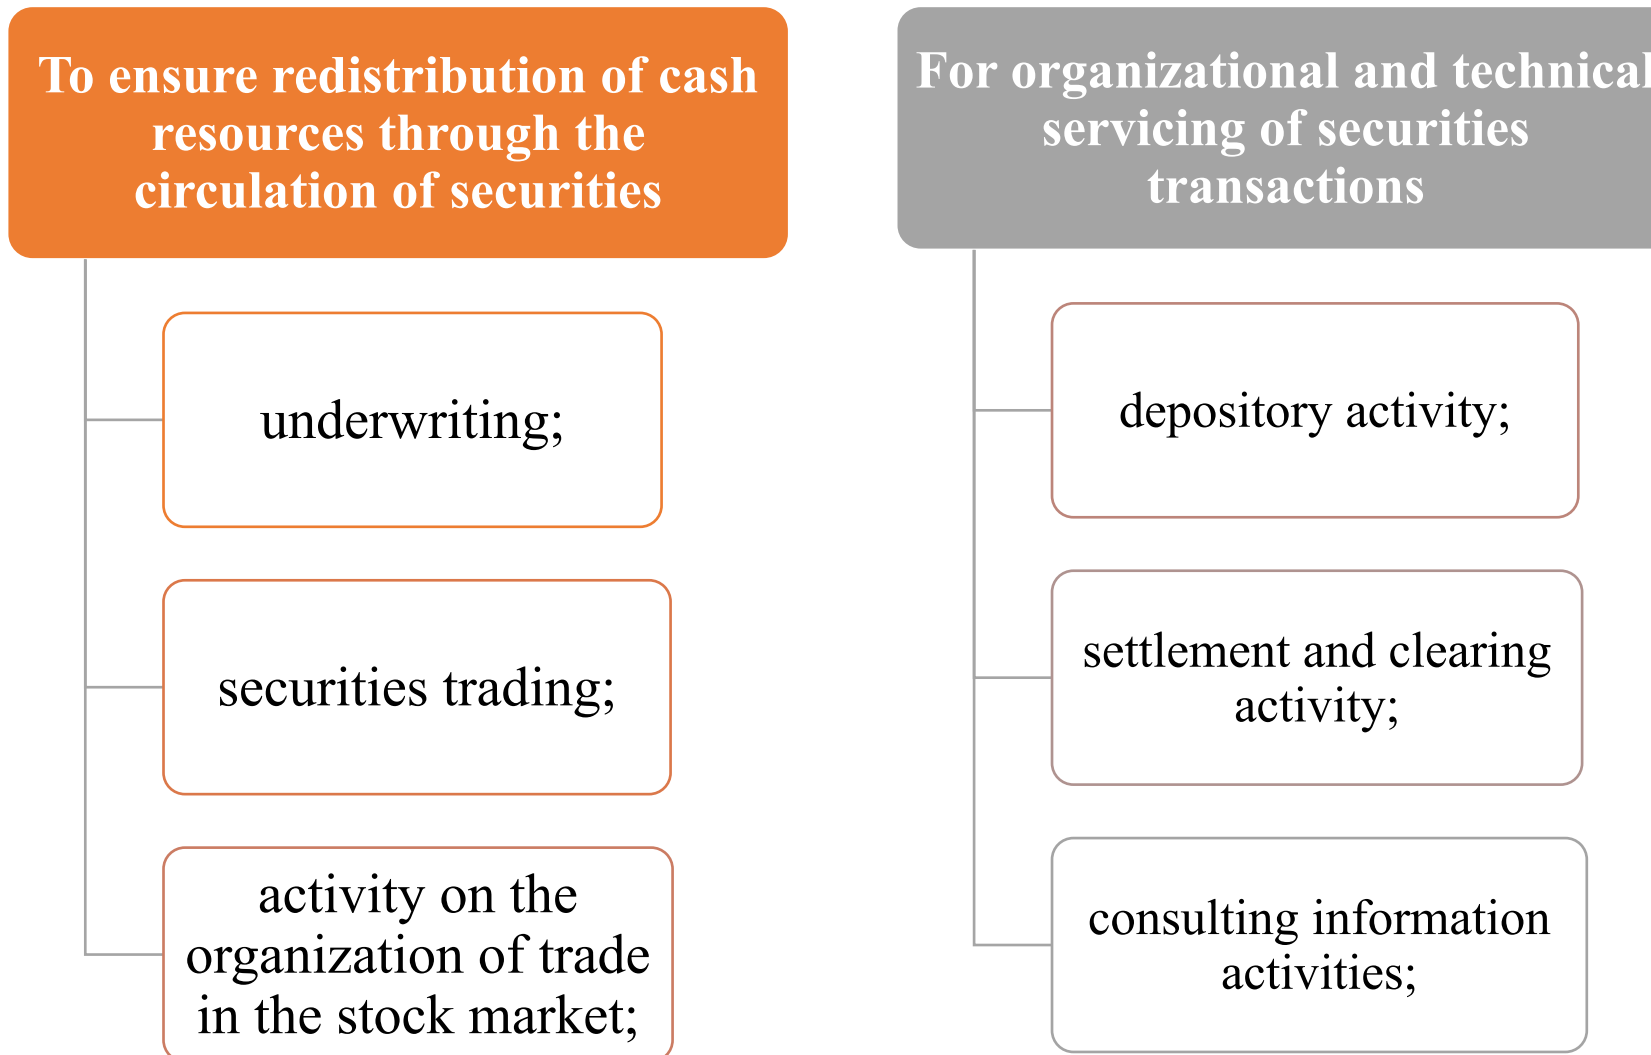 To ensure redistribution of cash
resources through the
circulation of securities
underwriting;
securities trading;
activity on the
organization of trade
in the stock market;
For organizational and technical
servicing of securities
transactions
depository activity;
settlement and clearing
activity;
consulting information
activities;